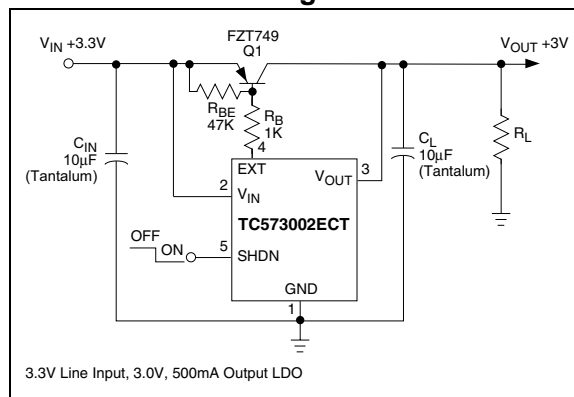 FZT749
Q1
VIN +3.3V
VOUT +3V
RBE
47K
RB
1K
4
CIN
10µF
(Tantalum)
EXT
VOUT
3
2
VIN
TC573002ECT
CL
10µF
(Tantalum)
RL
OFF
ON
5
SHDN
GND
1
3.3V Line Input, 3.0V, 500mA Output LDO